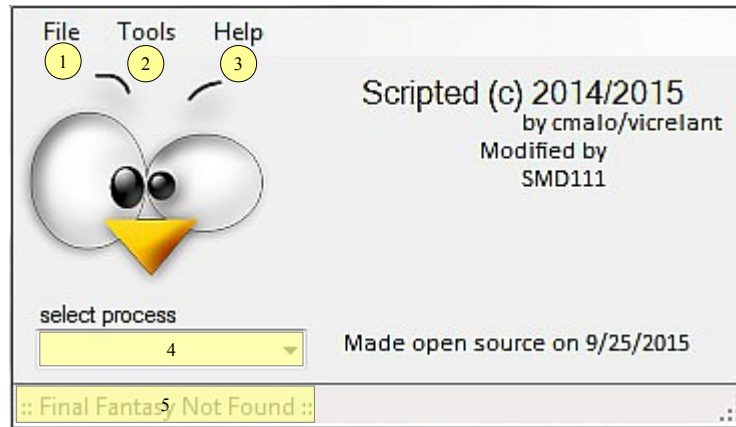 File Tools Help
1 2 3
Scripted (c) 2014/2015
by cmalo/vicrelant
Modified by
SMD111
select process
4
Made open source on 9/25/2015
:: Final Fantasy Not Found ::
5